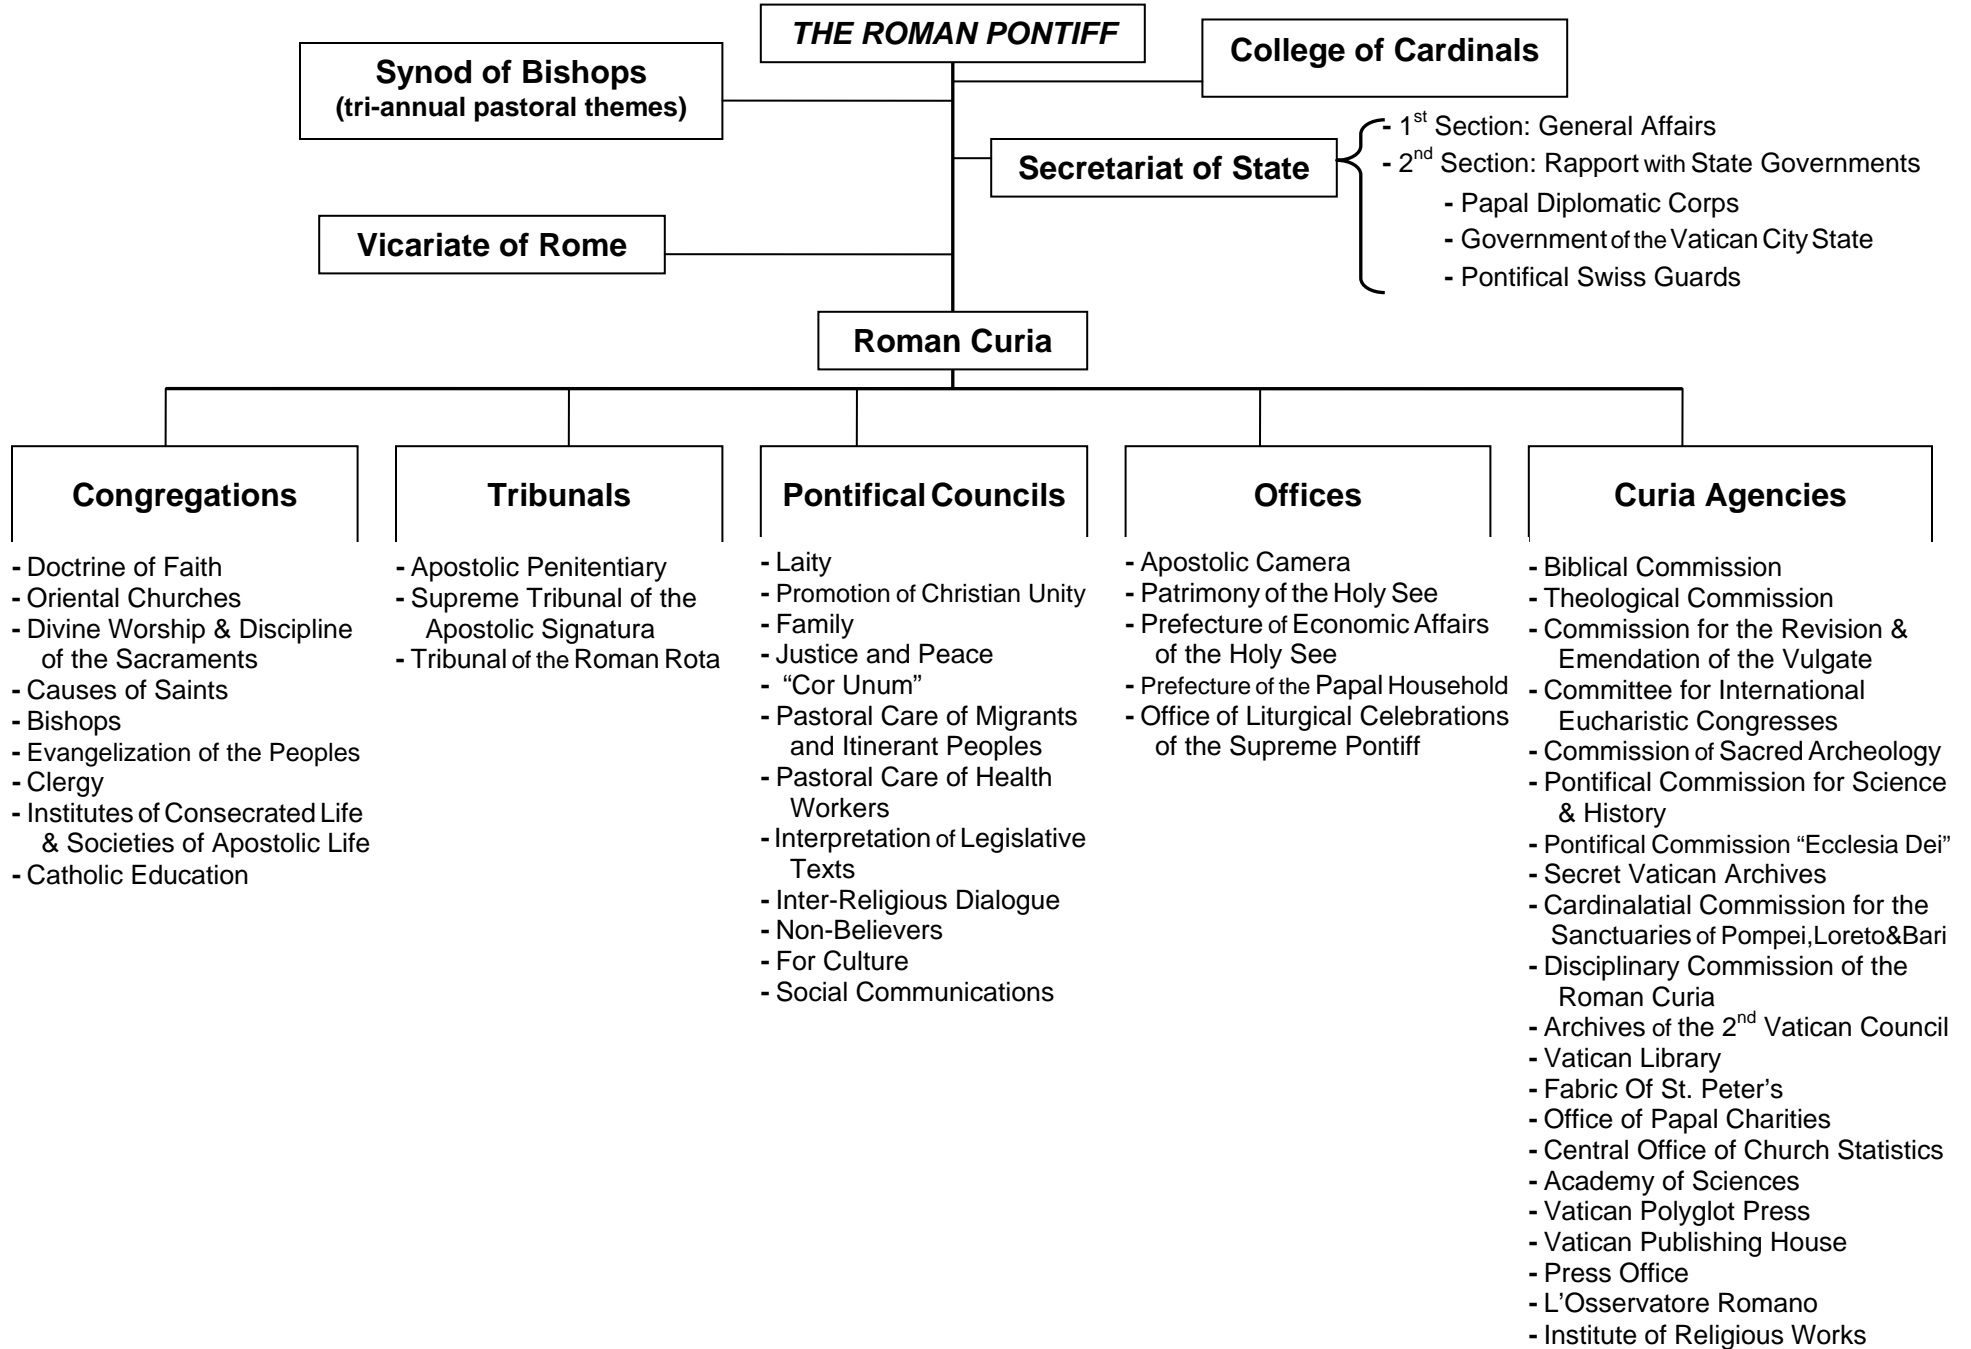 THE ROMAN PONTIFF
College of Cardinals
Synod of Bishops
(tri-annual pastoral themes)
Secretariat of State
- 1st Section: General Affairs
- 2nd Section: Rapport with State Governments
- Papal Diplomatic Corps
- Government of the Vatican City State
- Pontifical Swiss Guards
Vicariate of Rome
Roman Curia
Congregations
- Doctrine of Faith
- Oriental Churches
- Divine Worship & Discipline
of the Sacraments
- Causes of Saints
- Bishops
- Evangelization of the Peoples
- Clergy
- Institutes of Consecrated Life
& Societies of Apostolic Life
- Catholic Education
Tribunals
- Apostolic Penitentiary
- Supreme Tribunal of the
Apostolic Signatura
- Tribunal of the Roman Rota
Pontifical Councils
- Laity
- Promotion of Christian Unity
- Family
- Justice and Peace
- “Cor Unum”
- Pastoral Care of Migrants
and Itinerant Peoples
- Pastoral Care of Health
Workers
- Interpretation of Legislative
Texts
- Inter-Religious Dialogue
- Non-Believers
- For Culture
- Social Communications
Offices
- Apostolic Camera
- Patrimony of the Holy See
- Prefecture of Economic Affairs
of the Holy See
- Prefecture of the Papal Household
- Office of Liturgical Celebrations
of the Supreme Pontiff
Curia Agencies
- Biblical Commission
- Theological Commission
- Commission for the Revision &
Emendation of the Vulgate
- Committee for International
Eucharistic Congresses
- Commission of Sacred Archeology
- Pontifical Commission for Science
& History
- Pontifical Commission “Ecclesia Dei”
- Secret Vatican Archives
- Cardinalatial Commission for the
Sanctuaries of Pompei,Loreto&Bari
- Disciplinary Commission of the
Roman Curia
- Archives of the 2nd Vatican Council
- Vatican Library
- Fabric Of St. Peter’s
- Office of Papal Charities
- Central Office of Church Statistics
- Academy of Sciences
- Vatican Polyglot Press
- Vatican Publishing House
- Press Office
- L’Osservatore Romano
- Institute of Religious Works